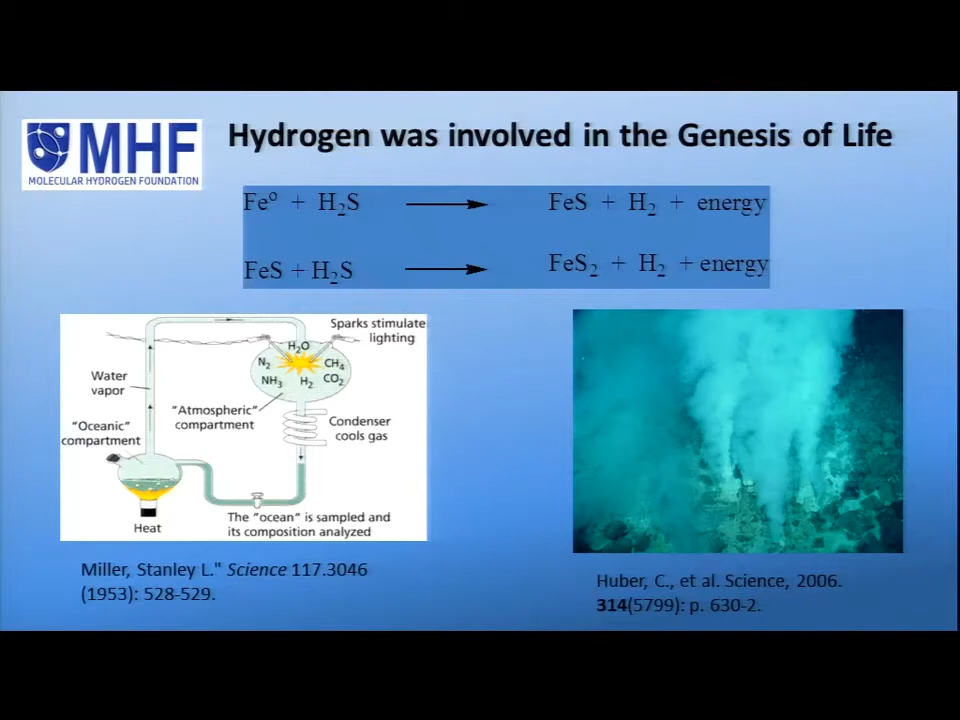 MHF
MOLECULAR HYDROGEN FOUNDATION
Hydrogen was involved in the Genesis of Life
Fe⁰ + H₂S → FeS + H₂ + energy
FeS + H₂S → FeS₂ + H₂ + energy
Sparks stimulate
lighting
H₂O
N₂
CH₄
NH₃
H₂
CO₂
Water
vapor
"Atmospheric"
compartment
Condenser
cools gas
"Oceanic"
compartment
Heat
The "ocean" is sampled and
its composition analyzed
Miller, Stanley L." Science 117.3046
(1953): 528-529.
Huber, C., et al. Science, 2006.
314(5799): p. 630-2.